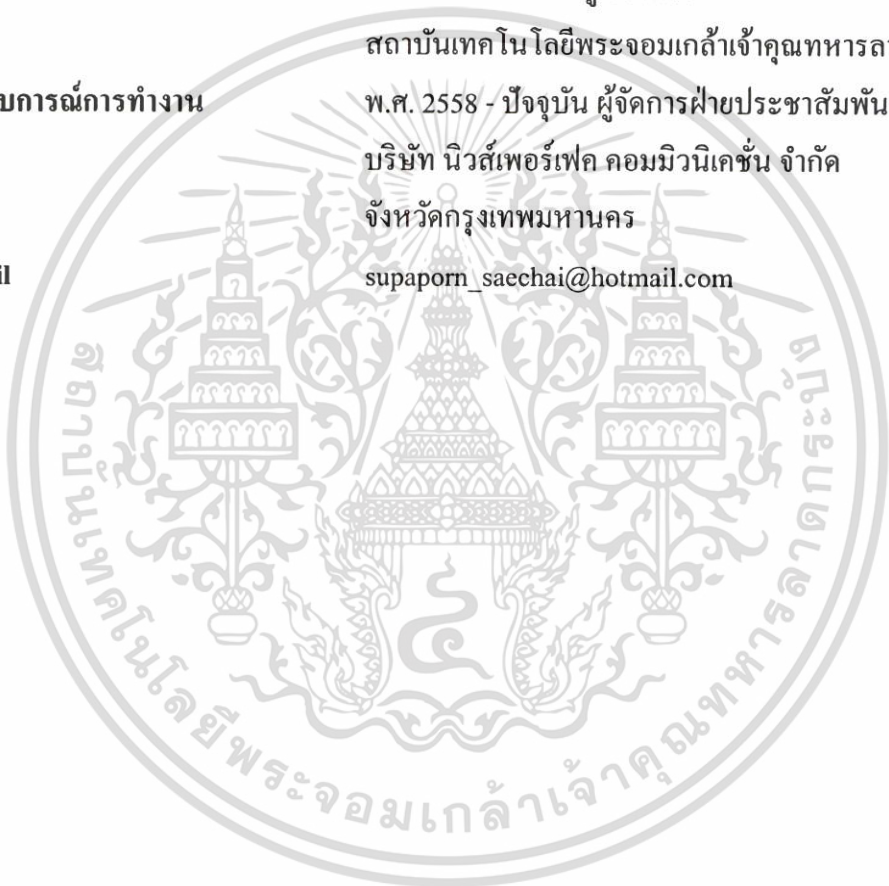 สถาบันเทคโนโลยีพระจอมเกล้าเจ้าคุณทหารลา
บการณ์การทำงาน พ.ศ. 2558 - ปัจจุบัน ผู้จัดการฝ่ายประชาสัมพัน
บริษัท นิวส์เพอร์เฟค คอมมิวนิเคชั่น จำกัด
จังหวัดกรุงเทพมหานคร
il supaporn_saechai@hotmail.com
สถาบันเทคโนโลยีพระจอมเกล้าเจ้าคุณทหารลาดกระบัง